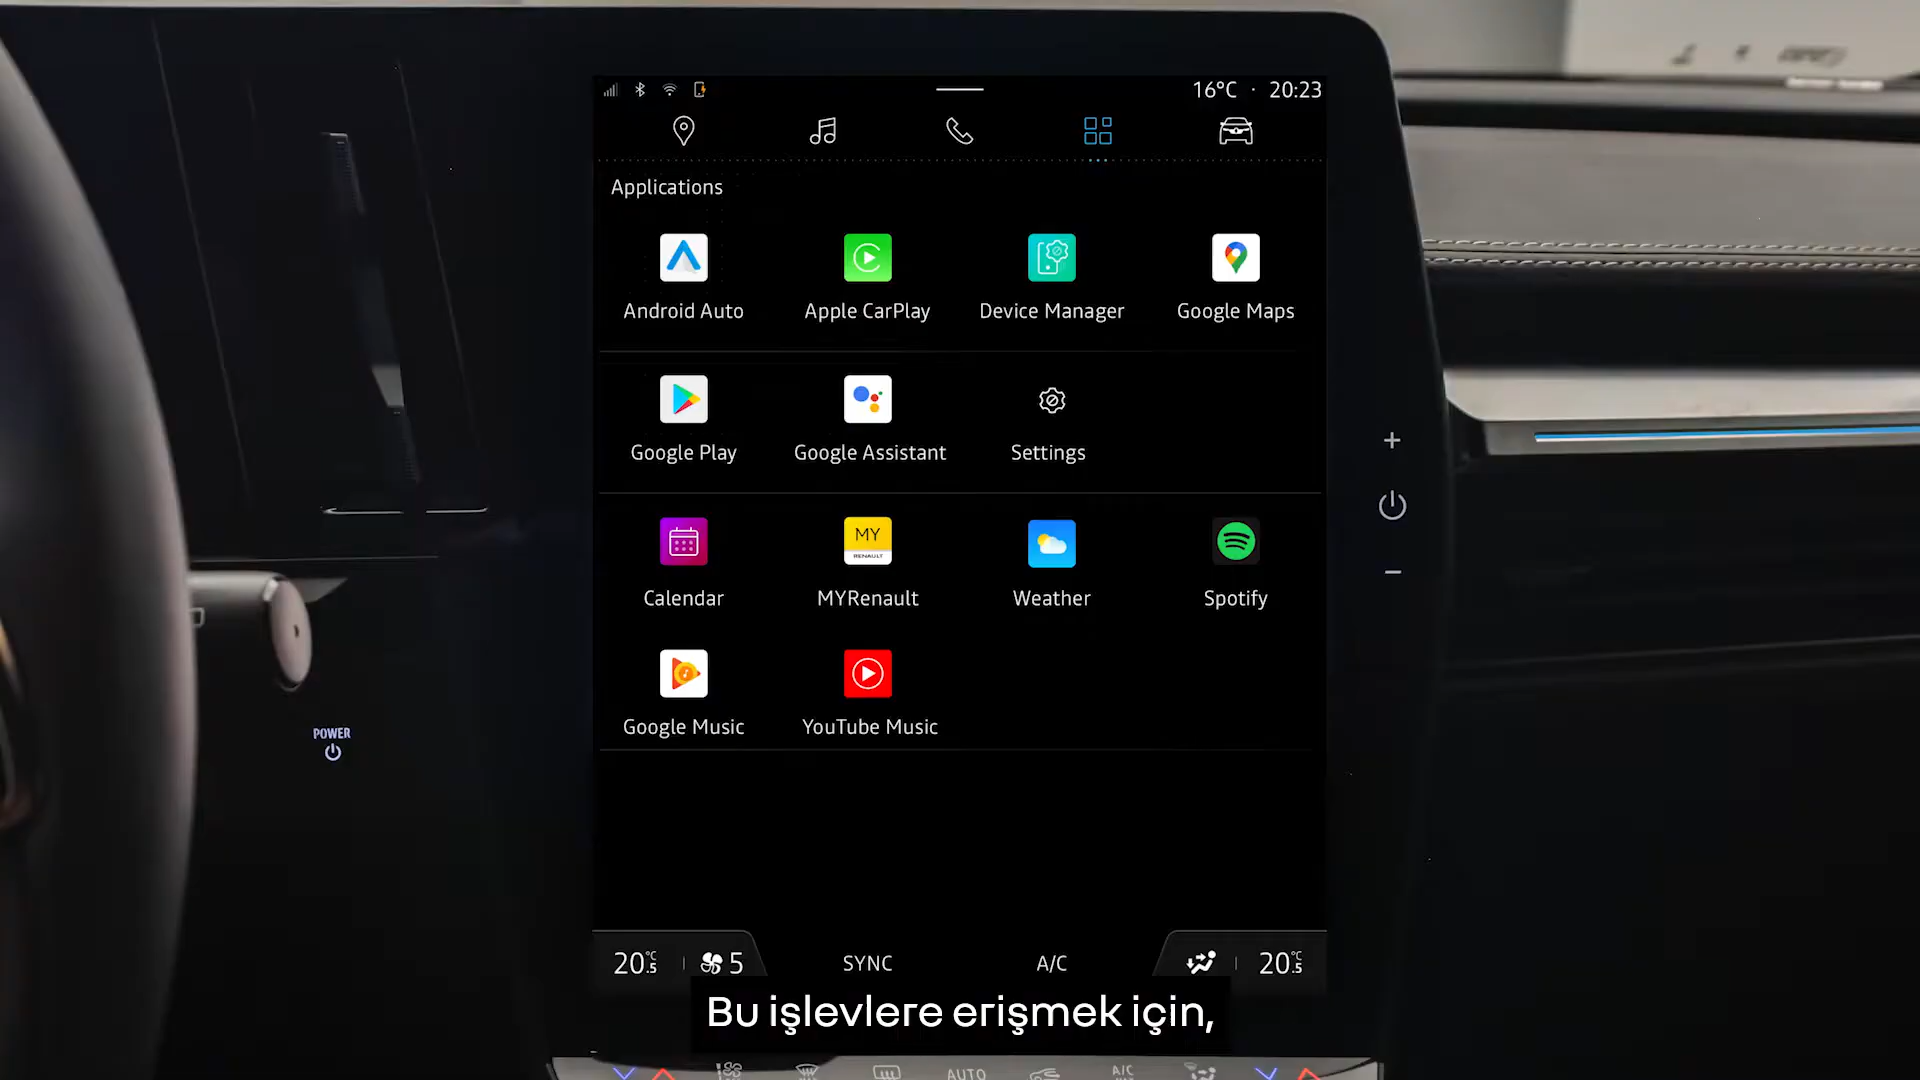 16°C · 20:23
Applications
Android Auto
Apple CarPlay
Device Manager
Google Maps
Google Play
Google Assistant
Settings
MY
RENAULT
Calendar
MYRenault
Weather
Spotify
Google Music
YouTube Music
POWER
20.5°C
5
SYNC
A/C
20.5°C
Bu işlevlere erişmek için,
AUTO
A/C